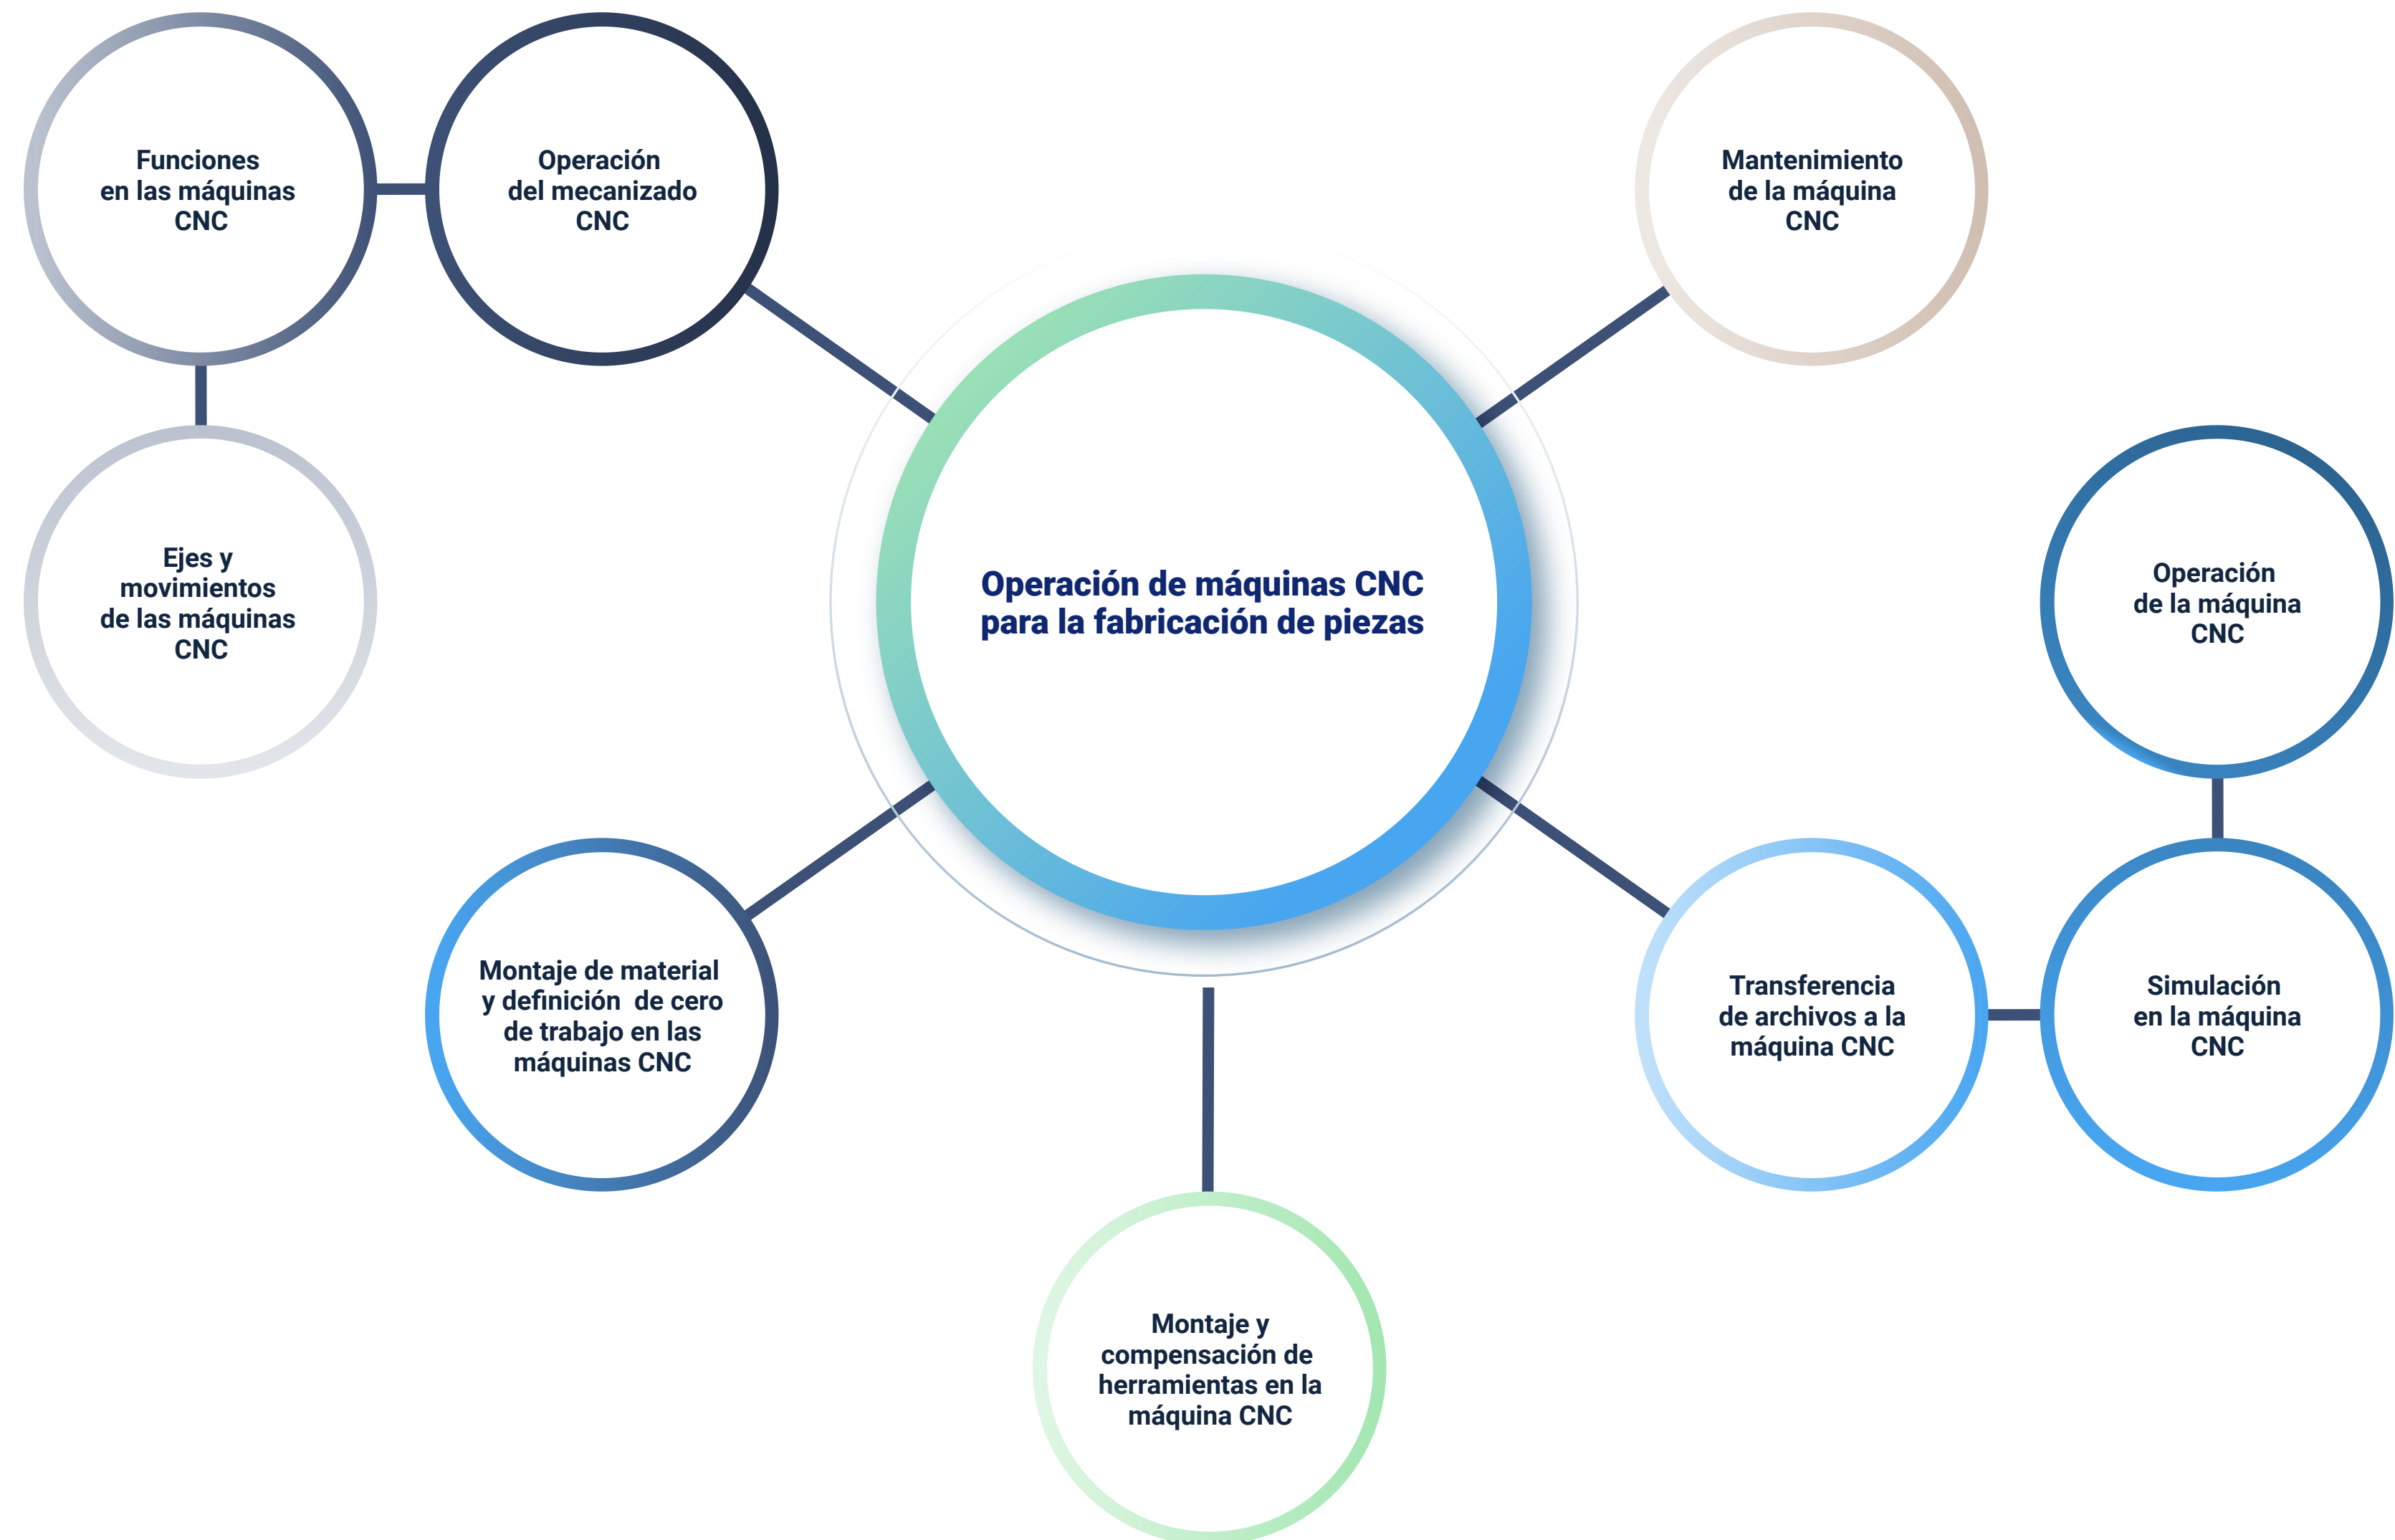 Funciones
en las máquinas
CNC
Operación
del mecanizado
CNC
Mantenimiento
de la máquina
CNC
Ejes y
movimientos
de las máquinas
CNC
Operación de máquinas CNC
para la fabricación de piezas
Operación
de la máquina
CNC
Montaje de material
y definición de cero
de trabajo en las
máquinas CNC
Transferencia
de archivos a la
máquina CNC
Simulación
en la máquina
CNC
Montaje y
compensación de
herramientas en la
máquina CNC